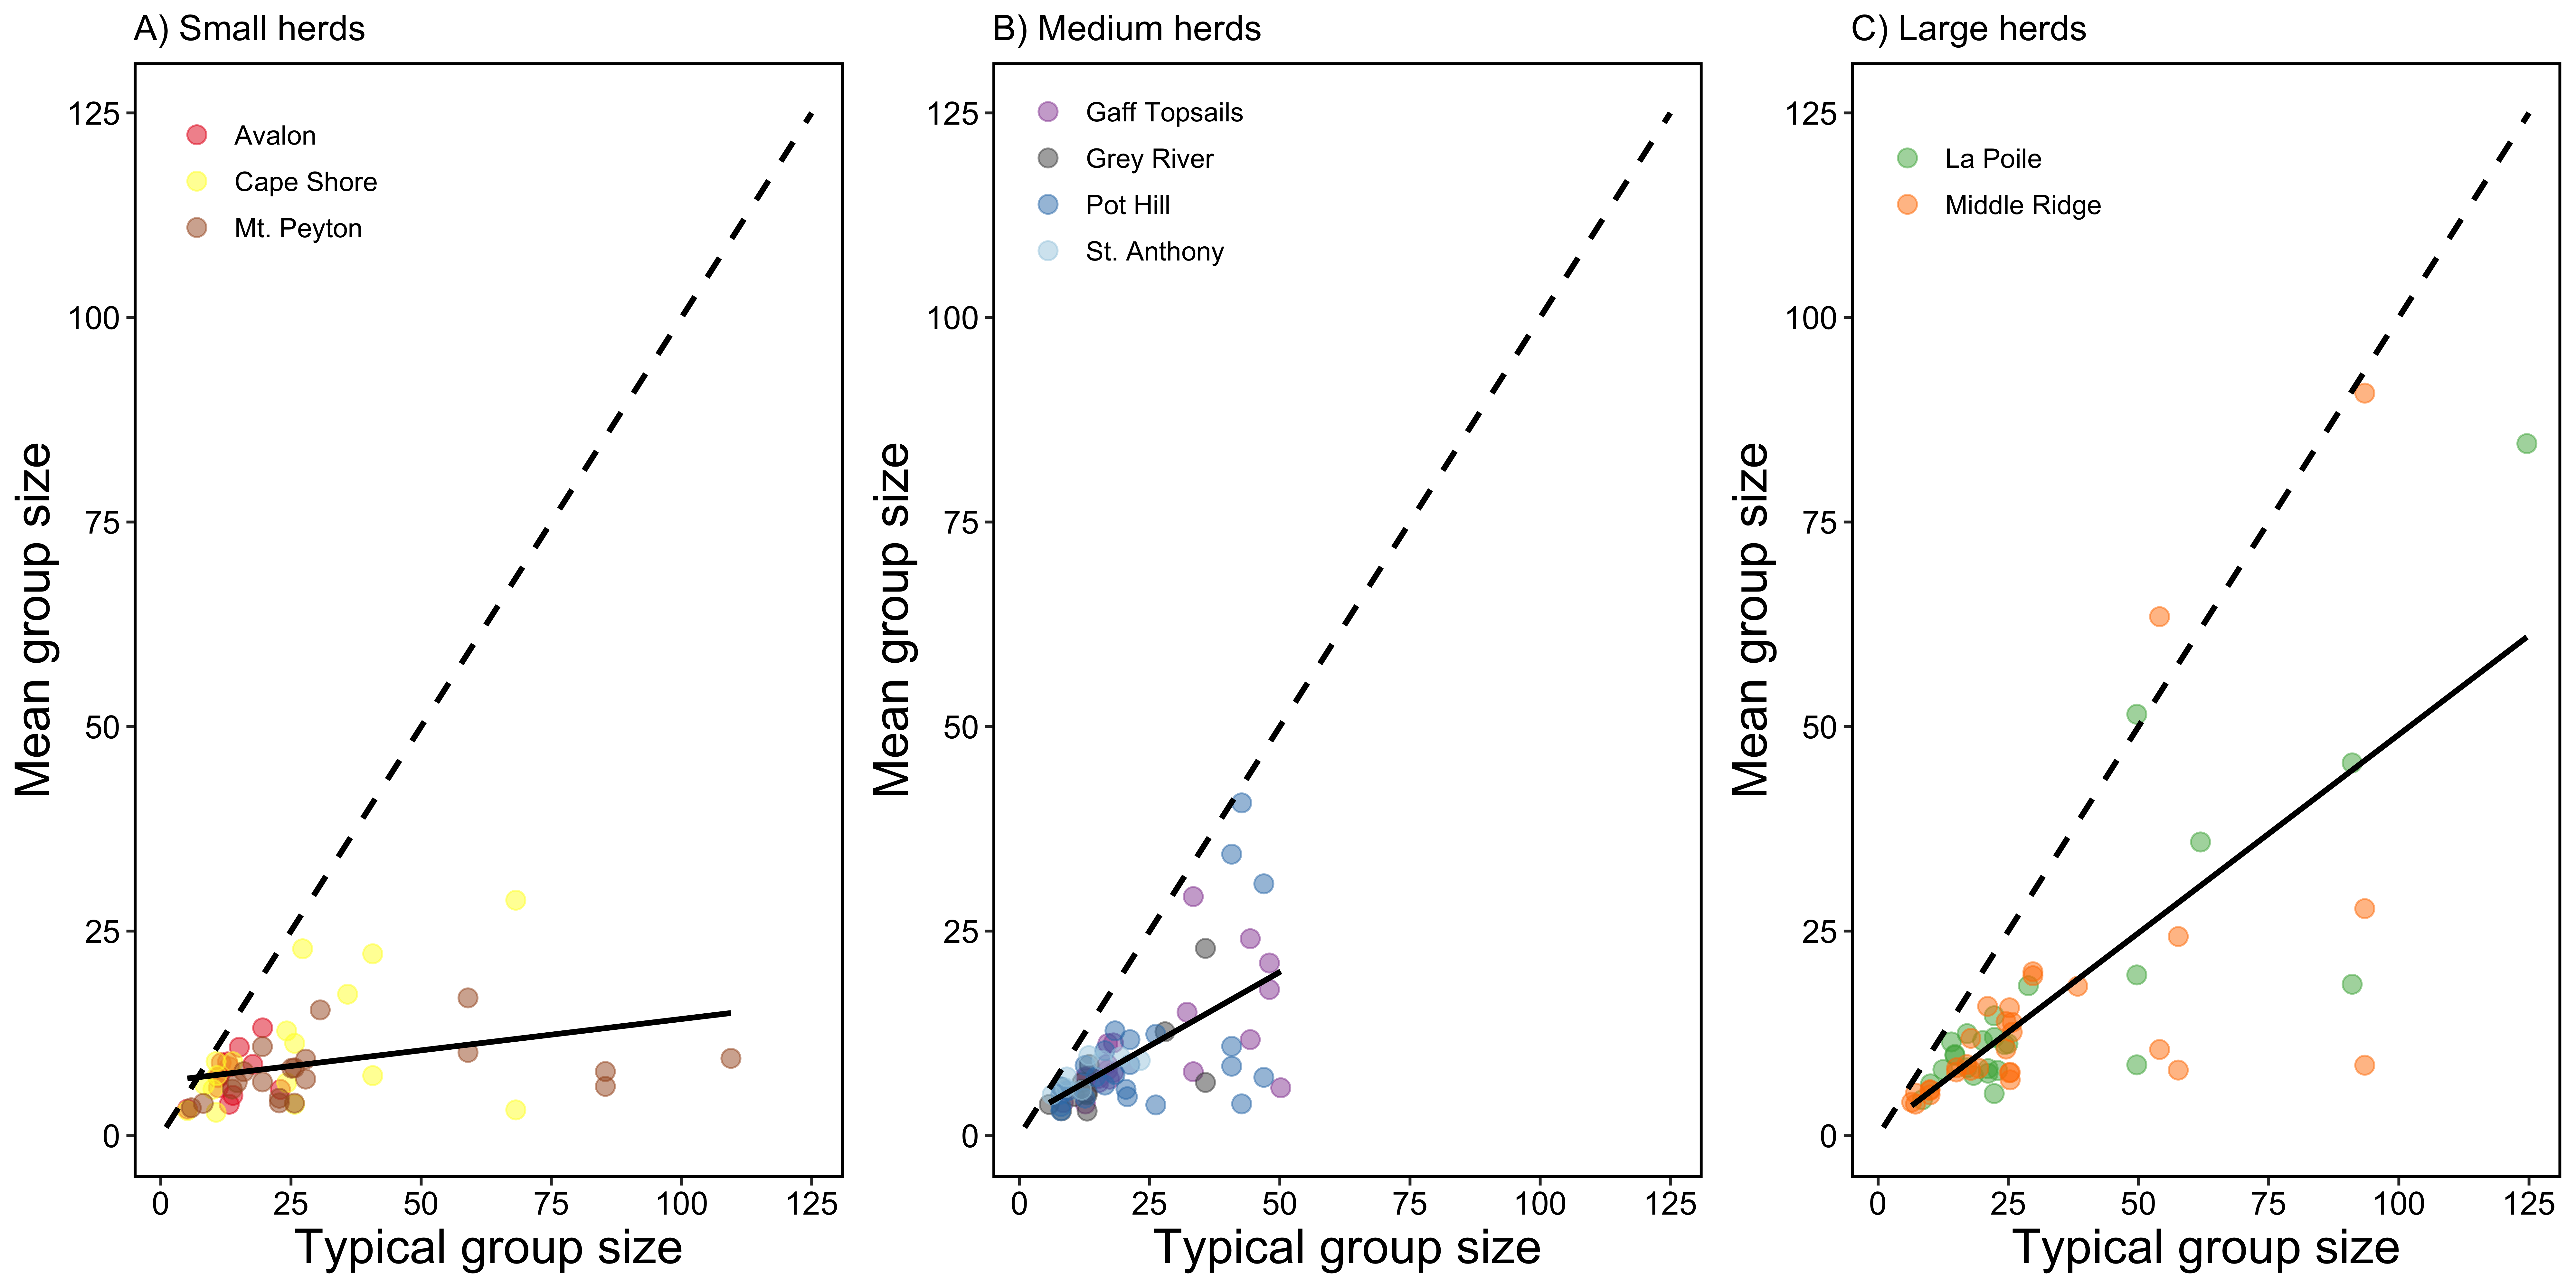 A) Small herds
Mean group size
125
100
75
50
25
0
Avalon
Cape Shore
Mt. Peyton
0 25 50 75 100 125
Typical group size
B) Medium herds
Mean group size
125
100
75
50
25
0
Gaff Topsails
Grey River
Pot Hill
St. Anthony
0 25 50 75 100 125
Typical group size
C) Large herds
Mean group size
125
100
75
50
25
0
La Poile
Middle Ridge
0 25 50 75 100 125
Typical group size